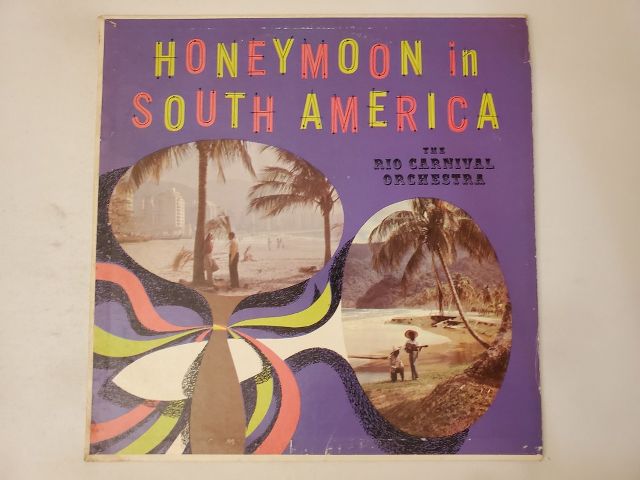 HONEYMOON in
SOUTH AMERICA
THE
RIO CARNIVAL
ORCHESTRA